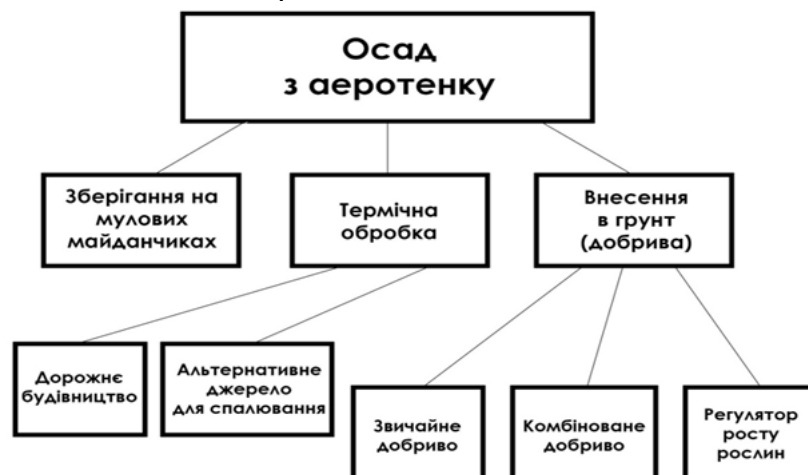 Осад
з аеротенку
Зберігання на
мулових
майданчиках
Термічна
обробка
Внесення
в грунт
(добрива)
Дорожнє
будівництво
Альтернативне
джерело
для спалювання
Звичайне
добриво
Комбіноване
добриво
Регулятор
росту
рослин